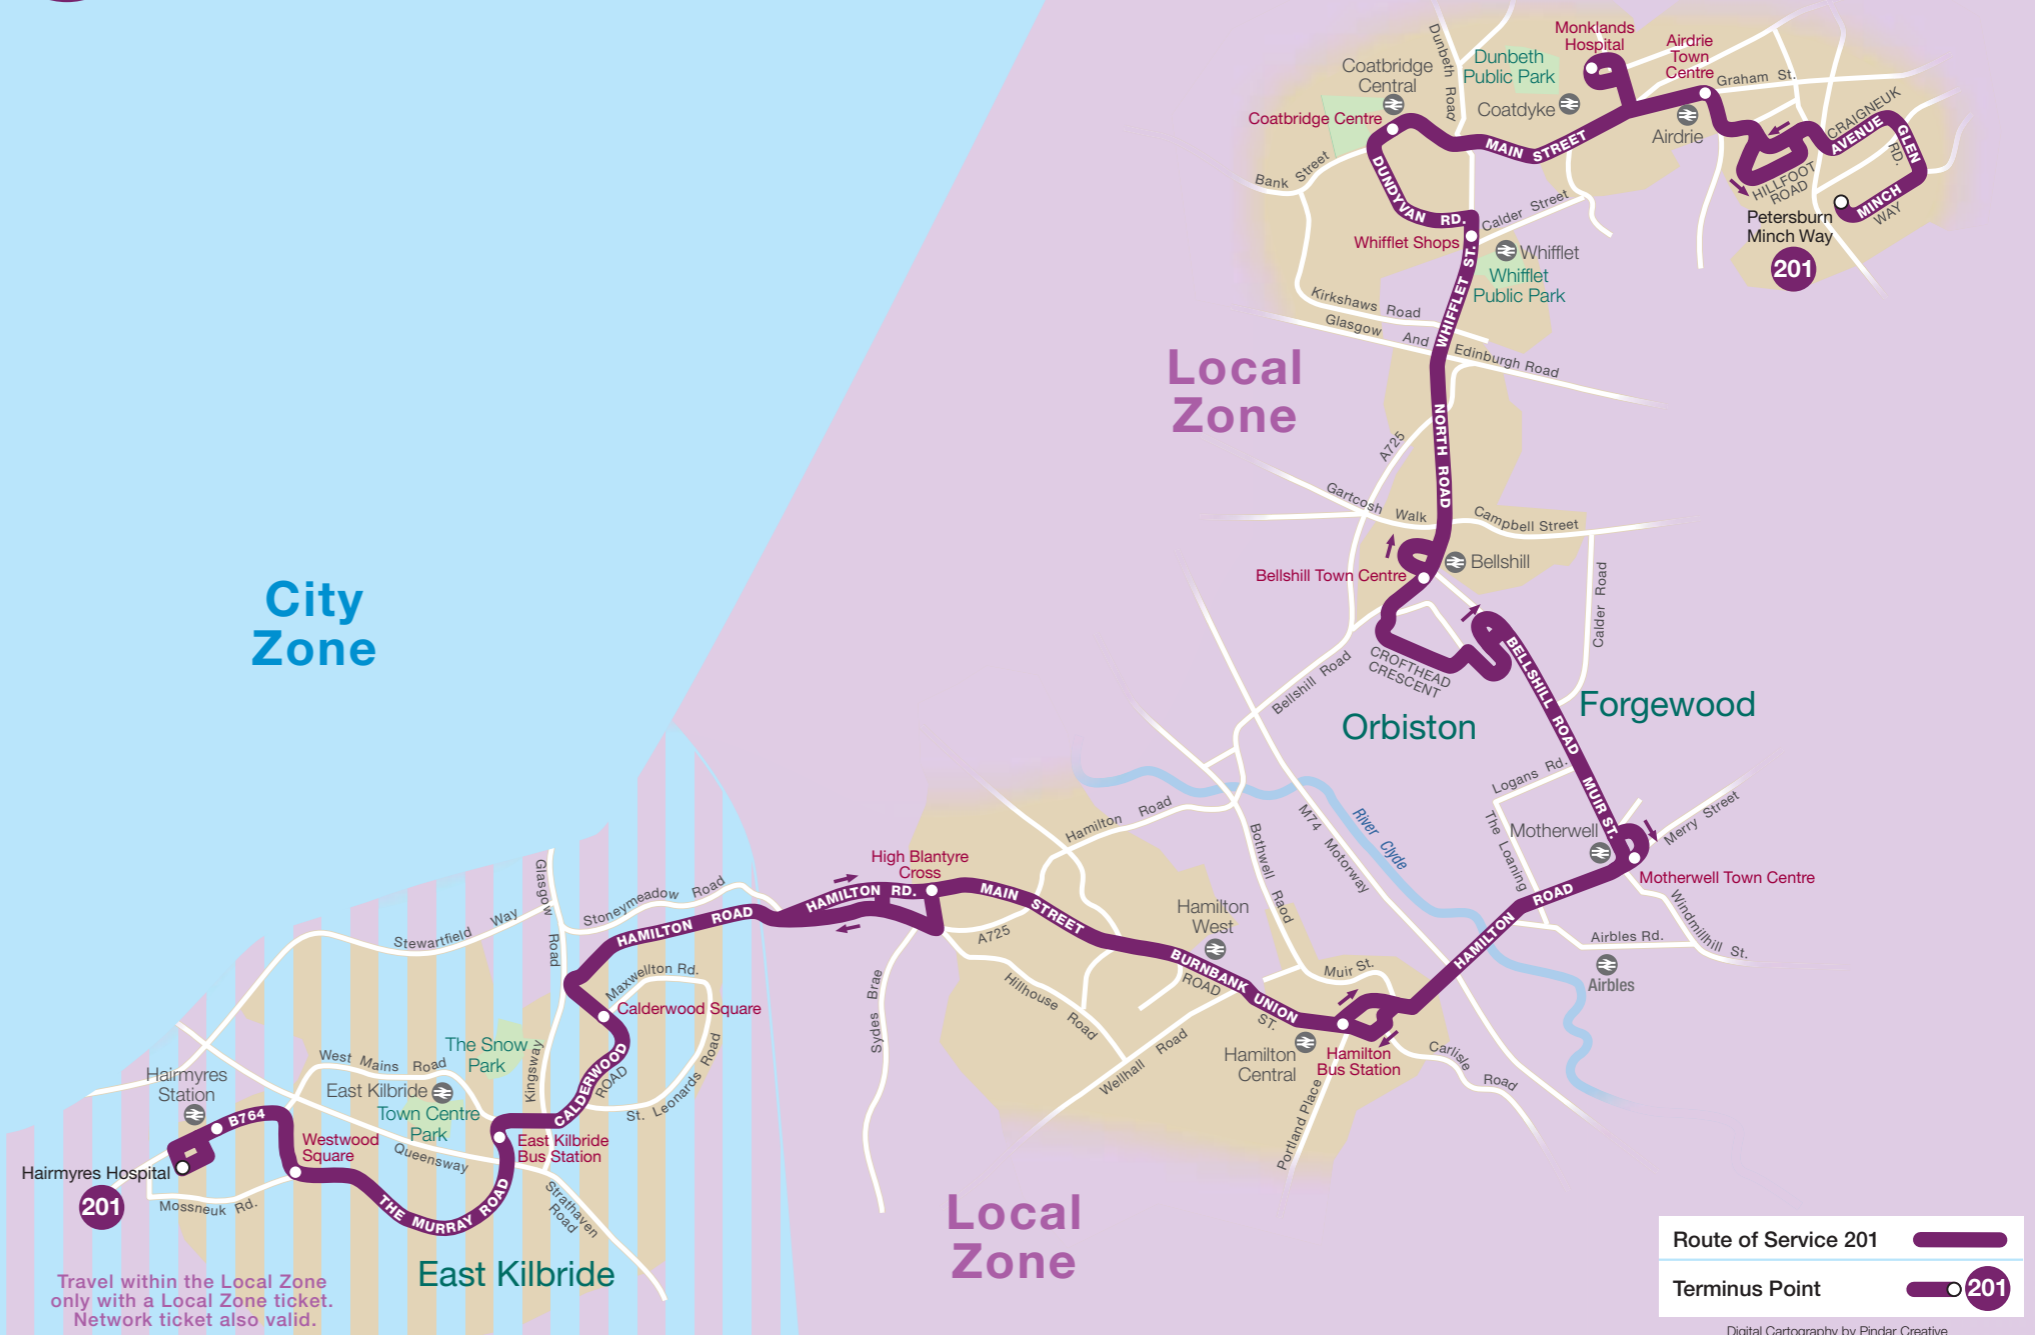 Monklands
Hospital
Airdrie
Town
Centre
Dunbeth
Public Park
Dunbeth Road
Coatbridge
Central
Graham St.
Coatdyke
Coatbridge Centre
Airdrie
CRAIGNEUK
AVENUE
GLEN
RD.
MAIN STREET
Bank Street
DUNDYVAN RD.
HILLFOOT
ROAD
MINCH
WAY
Calder Street
Petersburn
Minch Way
201
Whifflet Shops
Whifflet
Whifflet
Public Park
WHIFFLET ST.
Kirkshaws Road
Glasgow And Edinburgh Road
Local
Zone
NORTH ROAD
A725
Gartcosh Walk
Campbell Street
Bellshill
Bellshill Town Centre
Calder Road
City
Zone
CROFTHEAD
CRESCENT
BELLSHILL ROAD
Bellshill Road
Forgewood
Orbiston
Logans Rd.
MUIR ST.
Merry Street
The Loaning
Motherwell
Motherwell Town Centre
Hamilton Road
M74 Motorway
River Clyde
Bothwell Raod
High Blantyre
Cross
HAMILTON RD.
MAIN STREET
Glasgow Road
Stoneymeadow Road
Stewartfield Way
HAMILTON ROAD
A725
Hamilton
West
HAMILTON ROAD
Windmillhill St.
Airbles Rd.
Airbles
Muir St.
BURNBANK
ROAD
UNION
ST.
Maxwellton Rd.
Calderwood Square
Sydes Brae
Hillhouse Road
Wellhall Road
Hamilton
Central
Hamilton
Bus Station
Carlisle Road
Portland Place
The Snow
Park
Kingsway
CALDERWOOD
ROAD
St. Leonards Road
West Mains Road
East Kilbride
Town Centre
Park
Hairmyres
Station
B764
Westwood
Square
Queensway
East Kilbride
Bus Station
Hairmyres Hospital
201
Mossneuk Rd.
THE MURRAY ROAD
Strathaven
Road
East Kilbride
Local
Zone
Travel within the Local Zone
only with a Local Zone ticket.
Network ticket also valid.
Route of Service 201
Terminus Point
201
Digital Cartography by Pindar Creative